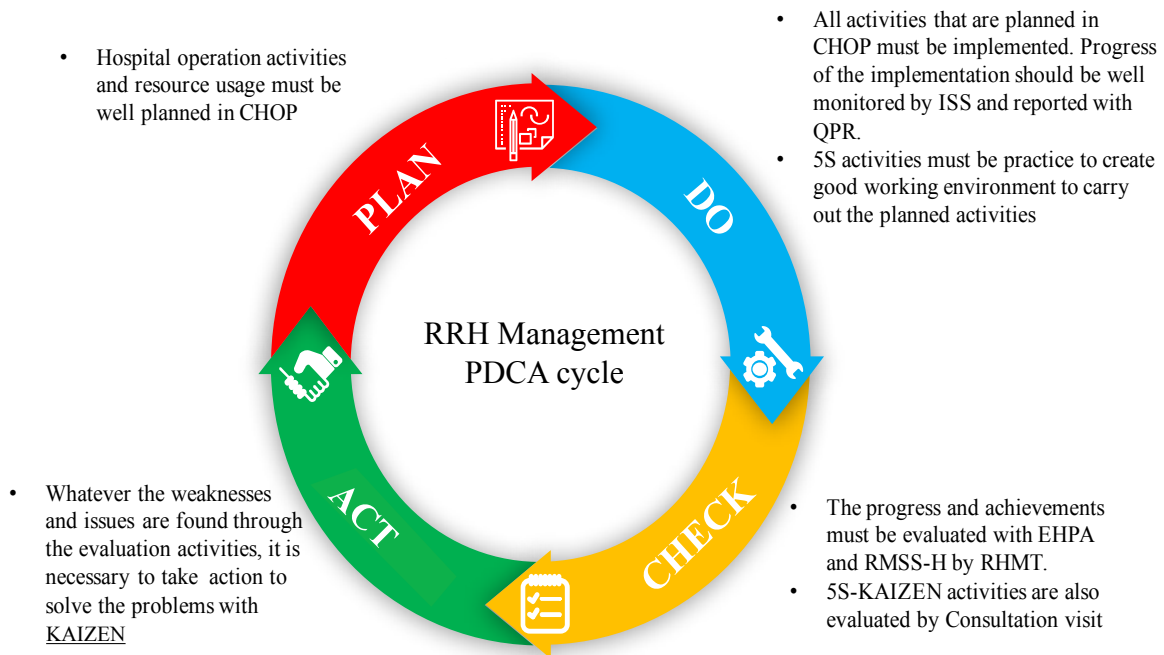 • Hospital operation activities
and resource usage must be
well planned in CHOP
• All activities that are planned in
CHOP must be implemented. Progress
of the implementation should be well
monitored by ISS and reported with
QPR.
• 5S activities must be practice to create
good working environment to carry
out the planned activities
PLAN
DO
RRH Management
PDCA cycle
ACT
CHECK
• Whatever the weaknesses
and issues are found through
the evaluation activities, it is
necessary to take action to
solve the problems with
KAIZEN
• The progress and achievements
must be evaluated with EHPA
and RMSS-H by RHMT.
• 5S-KAIZEN activities are also
evaluated by Consultation visit